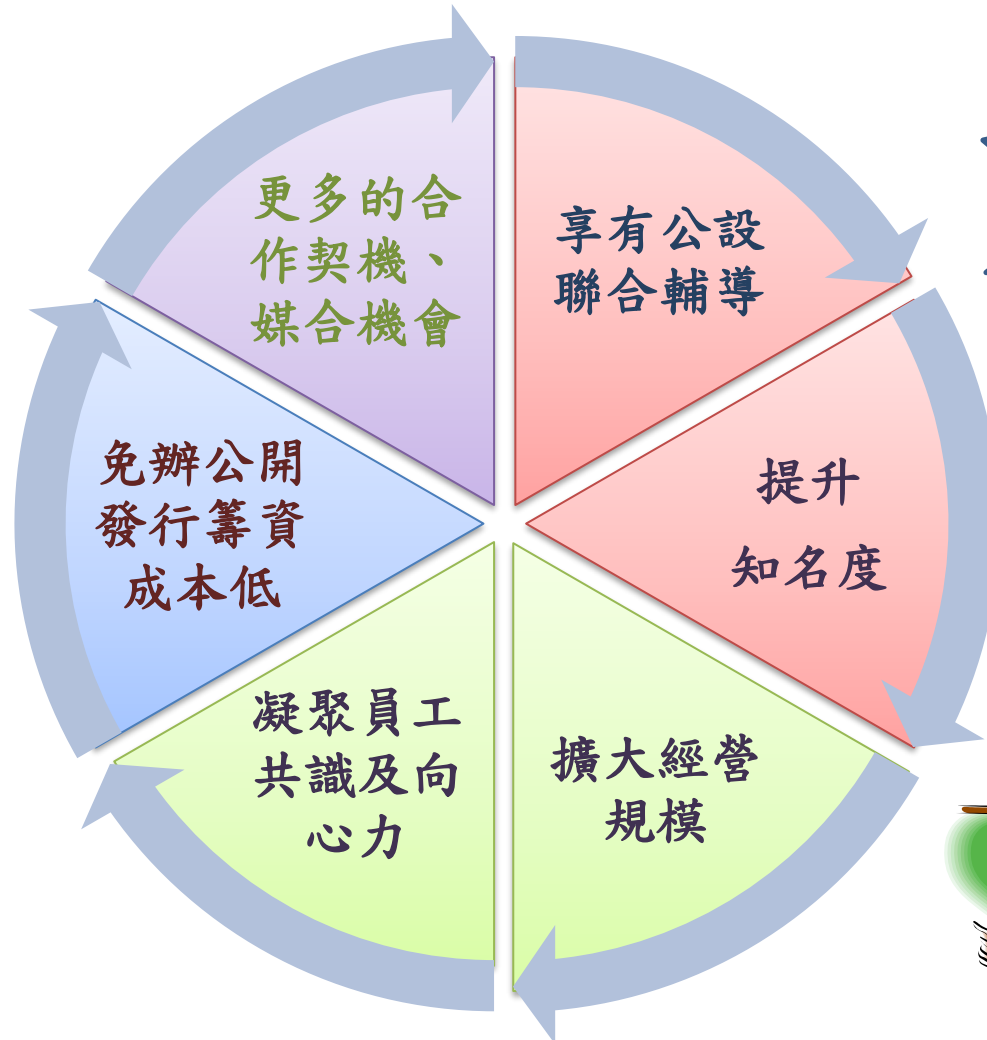 享有公設
聯合輔導
提升
知名度
擴大經營
規模
凝聚員工
共識及向
心力
免辦公開
發行籌資
成本低
更多的合
作契機、
媒合機會